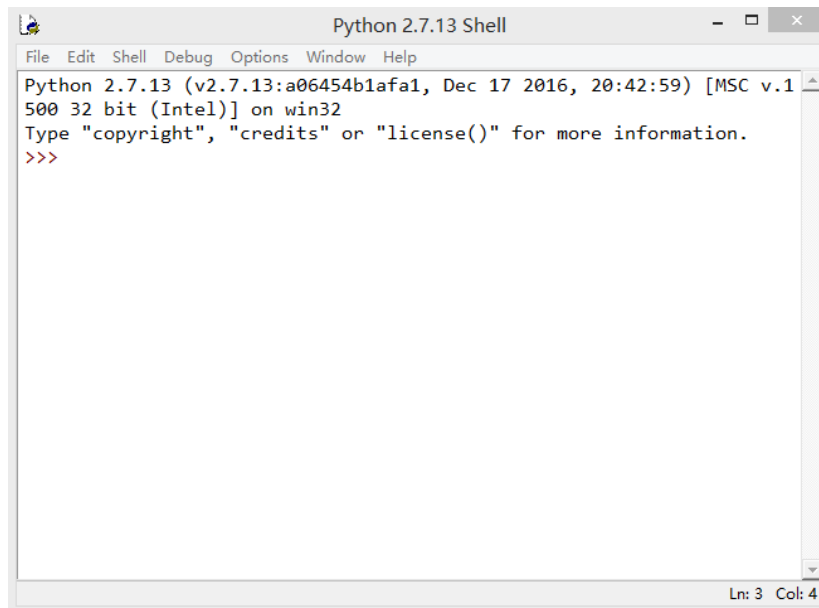 Python 2.7.13 Shell
File Edit Shell Debug Options Window Help
Python 2.7.13 (v2.7.13:a06454b1afa1, Dec 17 2016, 20:42:59) [MSC v.1
500 32 bit (Intel)] on win32
Type "copyright", "credits" or "license()" for more information.
>>>
Ln: 3 Col: 4